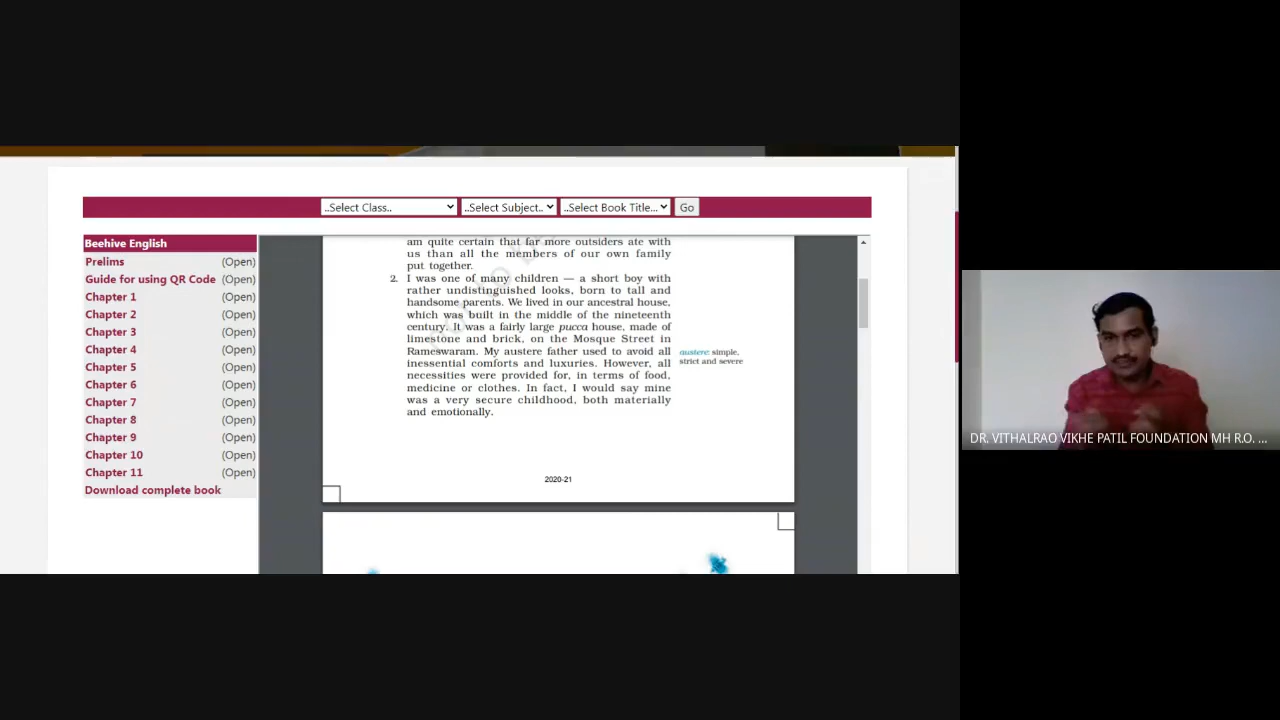 ..Select Class.. ..Select Subject.. ..Select Book Title... Go
Beehive English
Prelims (Open)
Guide for using QR Code (Open)
Chapter 1 (Open)
Chapter 2 (Open)
Chapter 3 (Open)
Chapter 4 (Open)
Chapter 5 (Open)
Chapter 6 (Open)
Chapter 7 (Open)
Chapter 8 (Open)
Chapter 9 (Open)
Chapter 10 (Open)
Chapter 11 (Open)
Download complete book
am quite certain that far more outsiders ate with
us than all the members of our own family
put together.
2. I was one of many children — a short boy with
rather undistinguished looks, born to tall and
handsome parents. We lived in our ancestral house,
which was built in the middle of the nineteenth
century. It was a fairly large pucca house, made of
limestone and brick, on the Mosque Street in
Rameswaram. My austere father used to avoid all
inessential comforts and luxuries. However, all
necessities were provided for, in terms of food,
medicine or clothes. In fact, I would say mine
was a very secure childhood, both materially
and emotionally.
austere: simple,
strict and severe
2020-21
DR. VITHALRAO VIKHE PATIL FOUNDATION MH R.O. ...